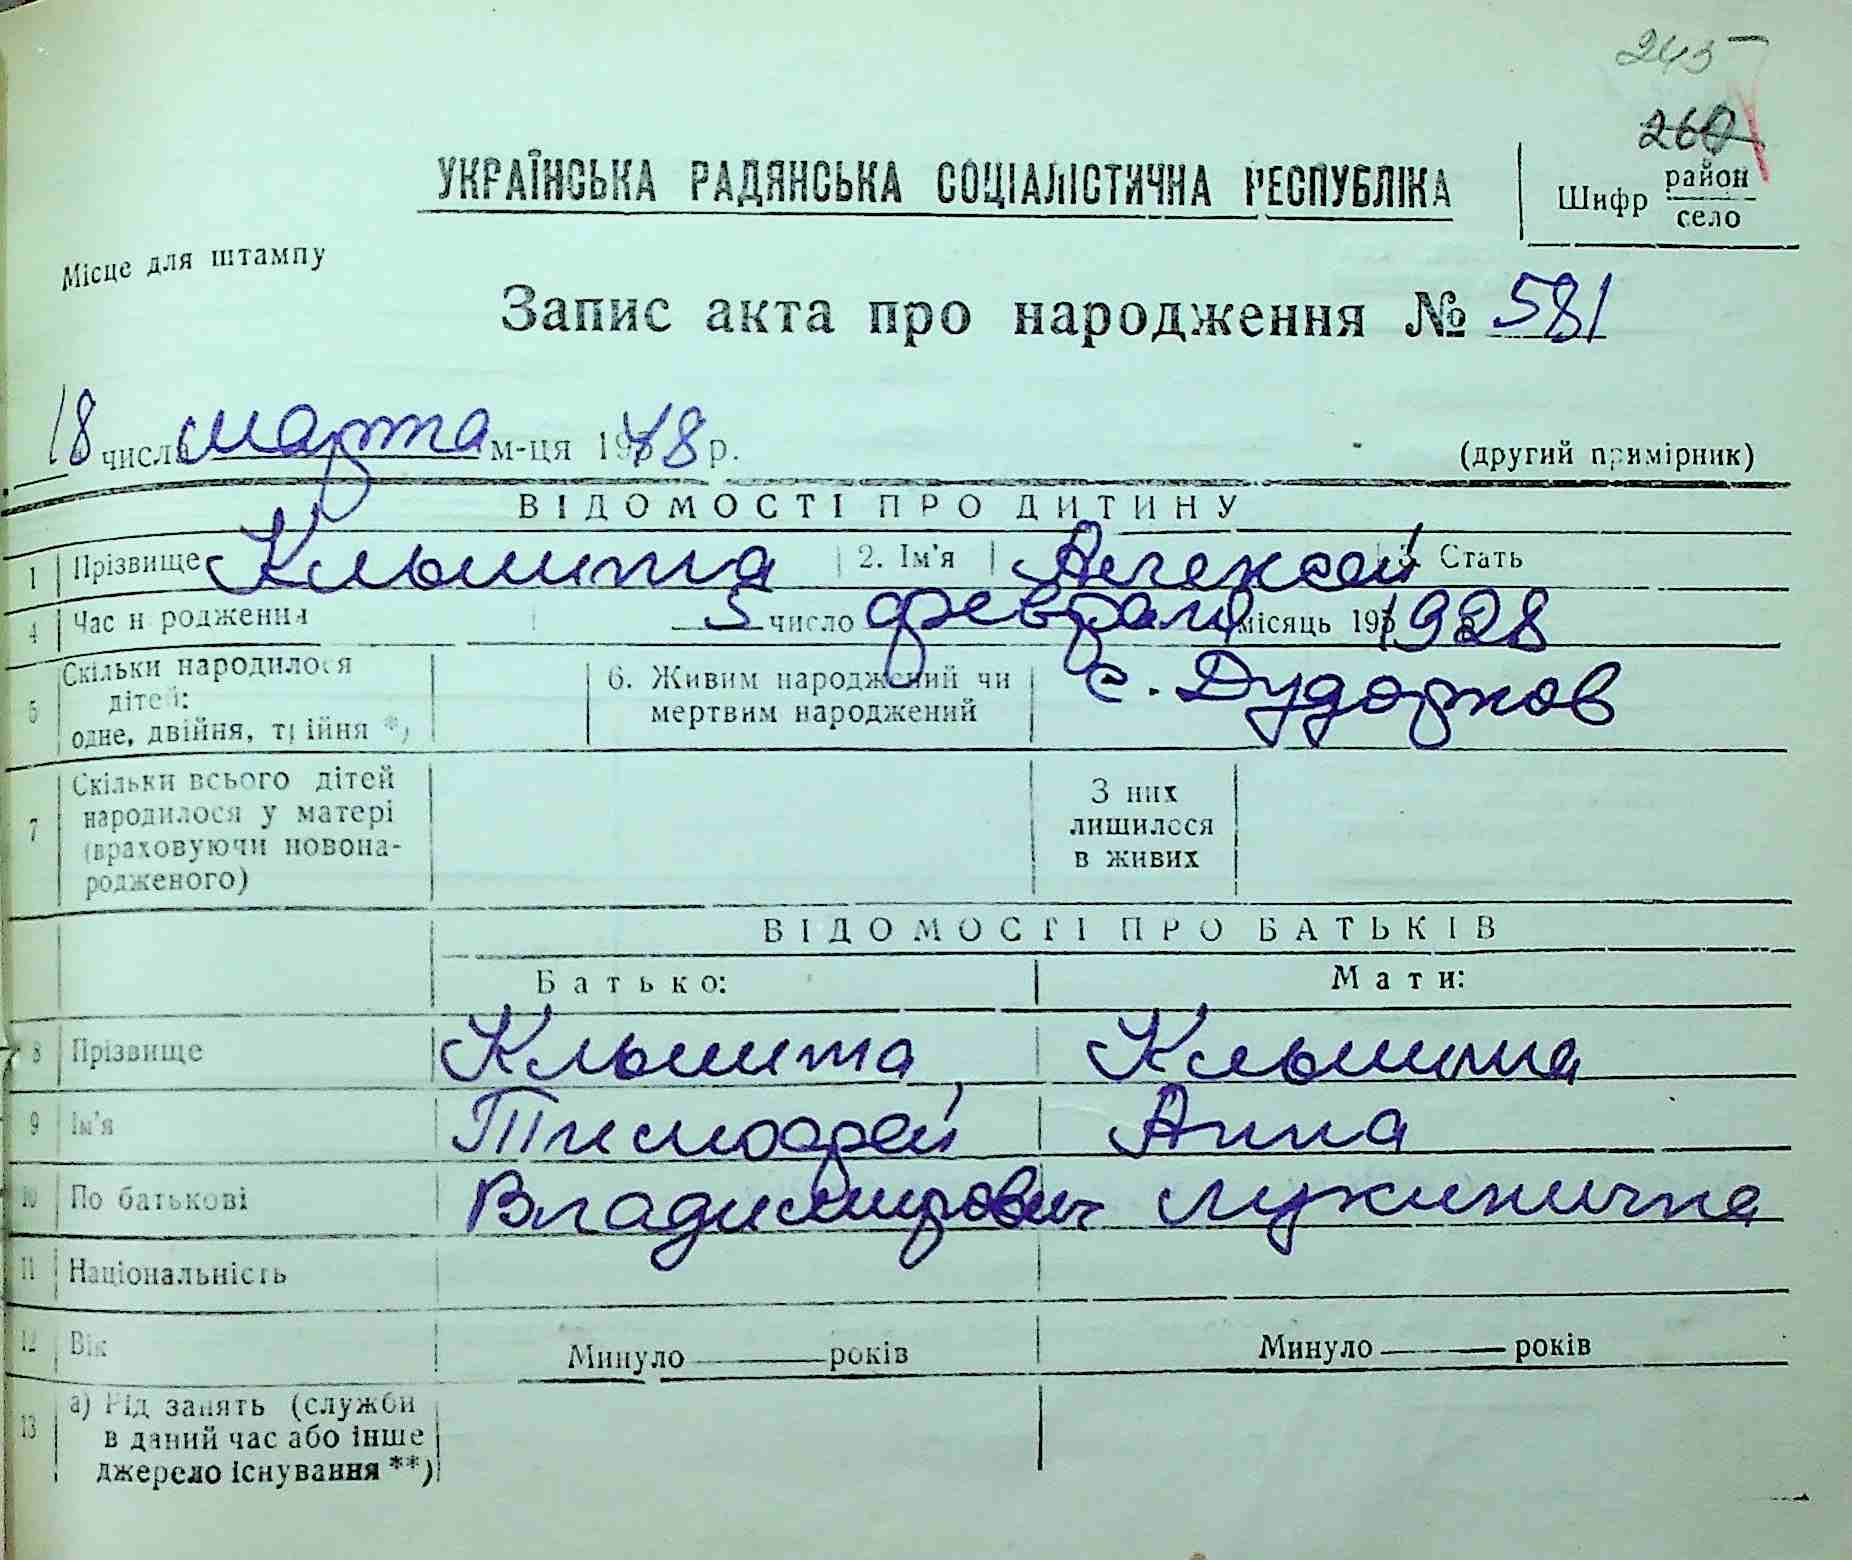 245
260
УКРАЇНСЬКА РАДЯНСЬКА СОЦІАЛІСТИЧНА РЕСПУБЛІКА
Шифр район
село
Місце для штампу
Запис акта про народження № 581
18 числа марта м-ця 1948 р.
(другий примірник)
ВІДОМОСТІ ПРО ДИТИНУ
1 Прізвище Клышта 2. Ім'я Алексей 3. Стать
4 Час народження 5 число февраля місяць 193 1928
5 Скільки народилося дітей: одне, двійня, трійня *) 6. Живим народжений чи мертвим народжений с. Дудорков
7 Скільки всього дітей народилося у матері (враховуючи новонародженого) З них лишилося в живих
ВІДОМОСТІ ПРО БАТЬКІВ
Батько: Мати:
8 Прізвище Клышта Клышта
9 Ім'я Тимофей Анна
10 По батькові Владимирович Лукинична
11 Національність
12 Вік Минуло років Минуло років
13 а) Рід занять (служби
в даний час або інше
джерело існування **)